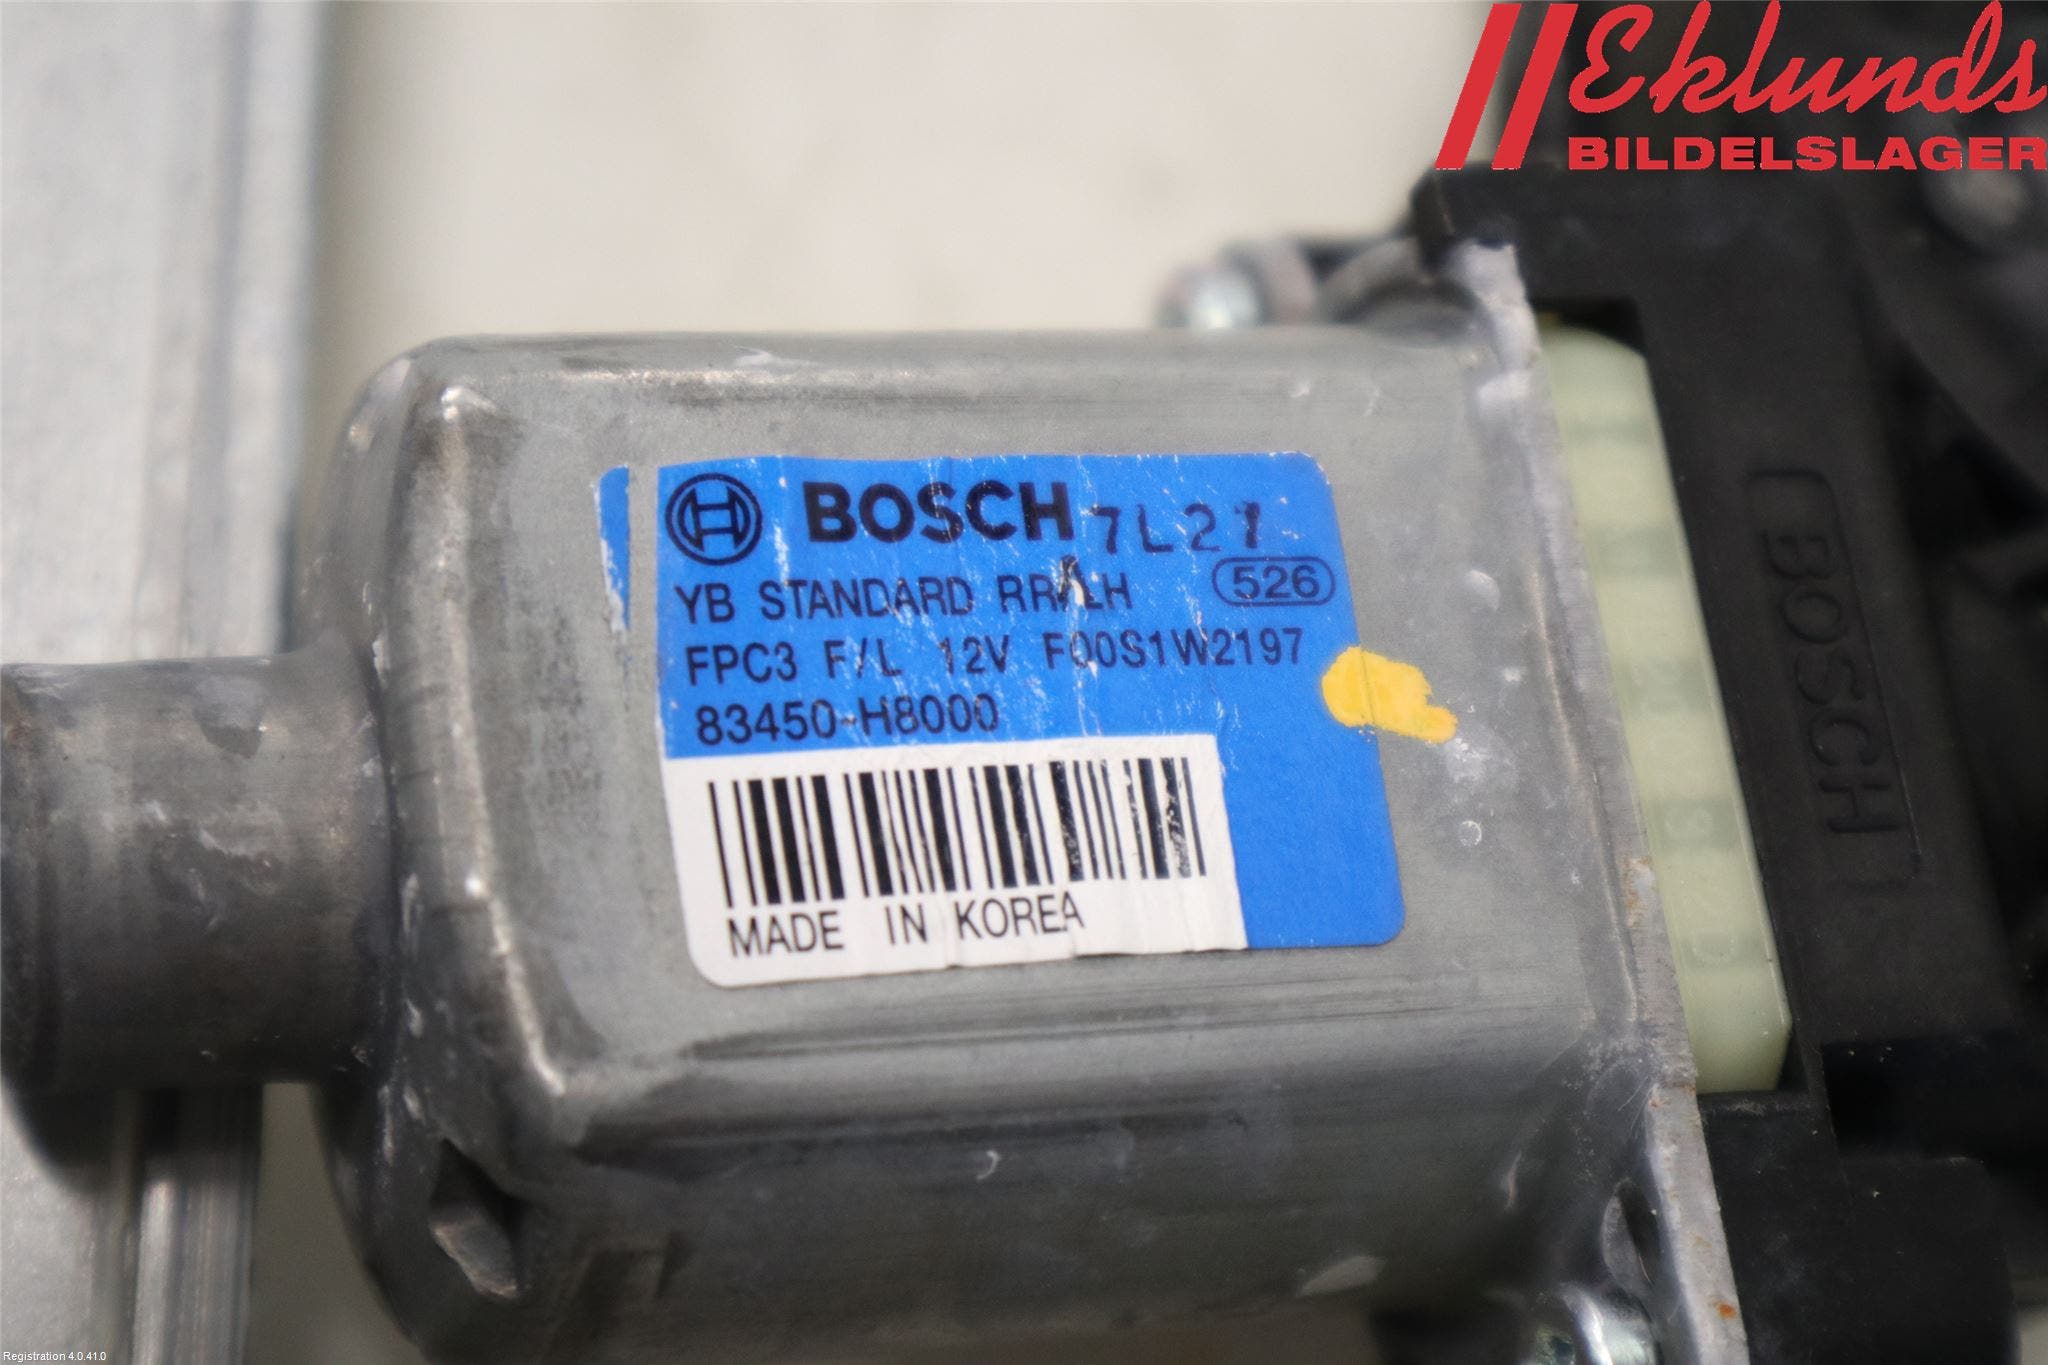 Eklunds
BILDELSLAGER
BOSCH 7L21
YB STANDARD RR/LH 526
FPC3 F/L 12V F00S1W2197
83450-H8000
MADE IN KOREA
BOSCH
Registration 4.0.41.0